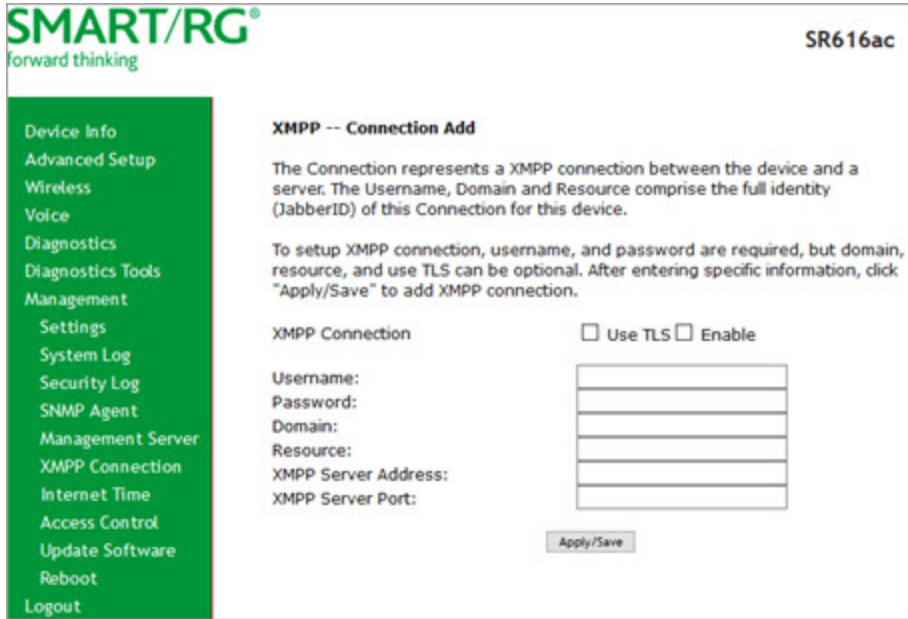 SMART/RG®
forward thinking
SR616ac
Device Info
Advanced Setup
Wireless
Voice
Diagnostics
Diagnostics Tools
Management
Settings
System Log
Security Log
SNMP Agent
Management Server
XMPP Connection
Internet Time
Access Control
Update Software
Reboot
Logout
XMPP -- Connection Add
The Connection represents a XMPP connection between the device and a
server. The Username, Domain and Resource comprise the full identity
(JabberID) of this Connection for this device.
To setup XMPP connection, username, and password are required, but domain,
resource, and use TLS can be optional. After entering specific information, click
"Apply/Save" to add XMPP connection.
XMPP Connection Use TLS Enable
Username:
Password:
Domain:
Resource:
XMPP Server Address:
XMPP Server Port:
Apply/Save